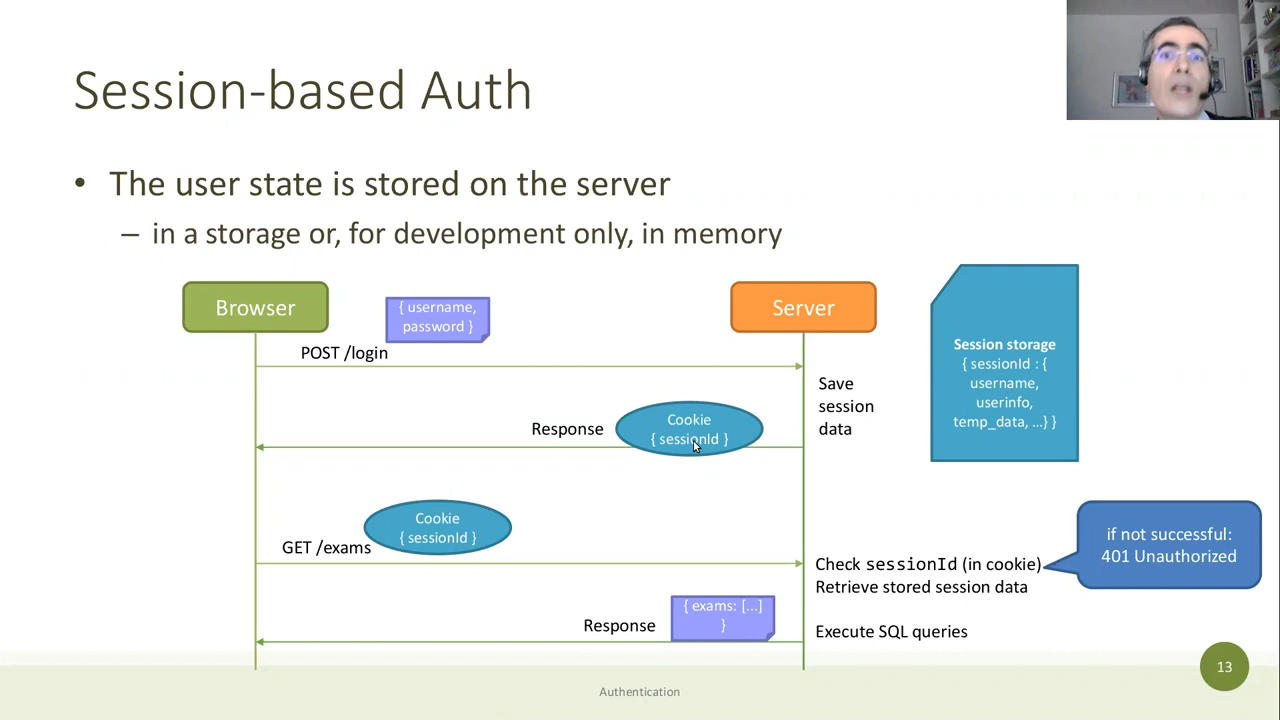 Session-based Auth
• The user state is stored on the server
– in a storage or, for development only, in memory
Browser
{ username,
password }
Server
POST /login
Session storage
{ sessionId : {
username,
userinfo,
temp_data, …} }
Save
session
data
Response
Cookie
{ sessionId }
Cookie
{ sessionId }
GET /exams
Check sessionId (in cookie)
Retrieve stored session data
if not successful:
401 Unauthorized
Response
{ exams: […]
}
Execute SQL queries
13
Authentication